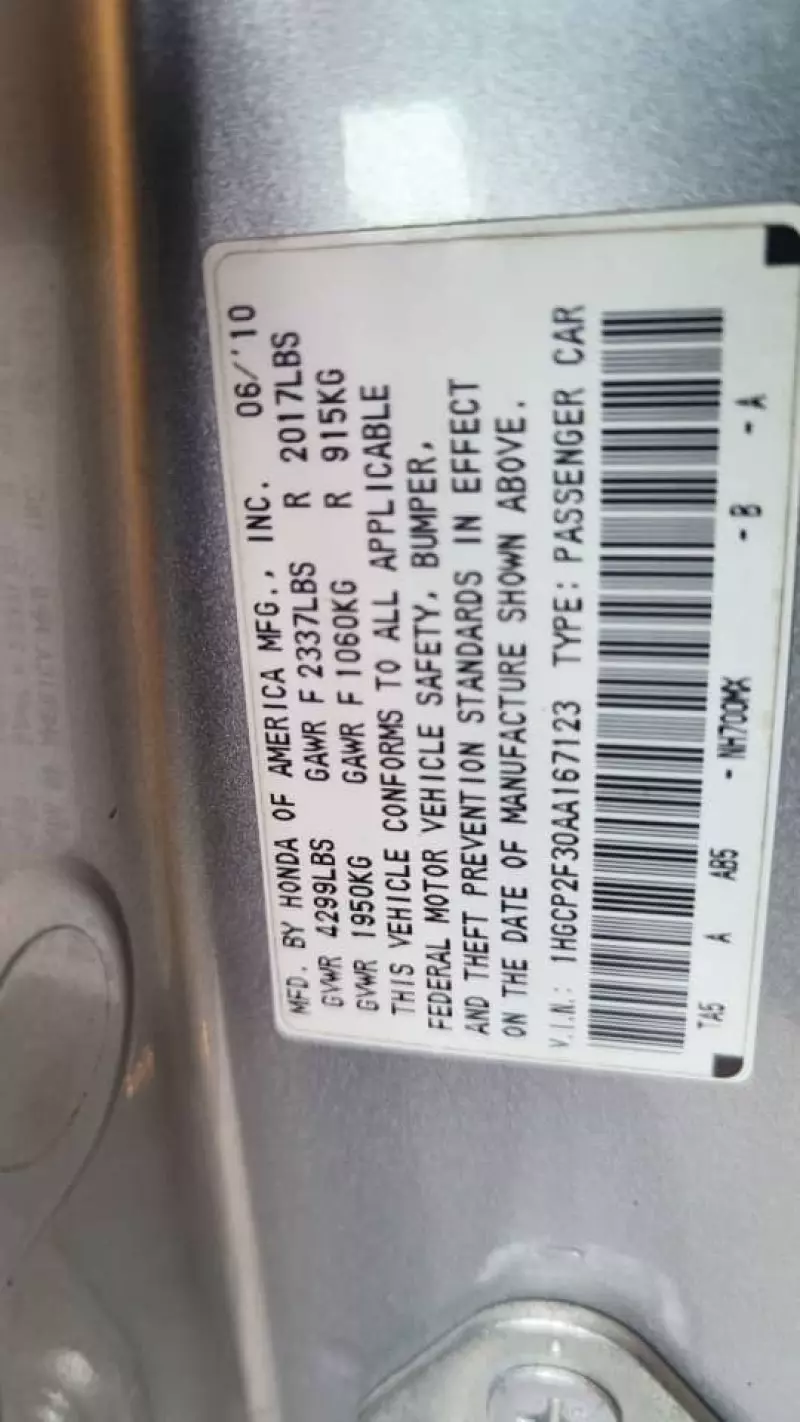 MFD. BY HONDA OF AMERICA MFG., INC. 06/'10
GVWR 4299LBS GAWR F 2337LBS R 2017LBS
GVWR 1950KG GAWR F 1060KG R 915KG
THIS VEHICLE CONFORMS TO ALL APPLICABLE
FEDERAL MOTOR VEHICLE SAFETY, BUMPER,
AND THEFT PREVENTION STANDARDS IN EFFECT
ON THE DATE OF MANUFACTURE SHOWN ABOVE.
V.I.N.: 1HGCP2F30AA167123 TYPE: PASSENGER CAR
TA5 A AB5 - NH700MX - B - A